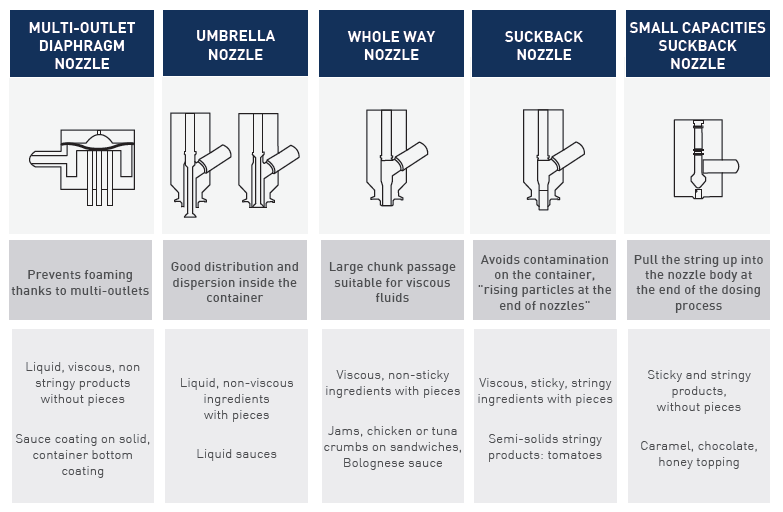 MULTI-OUTLET
DIAPHRAGM
NOZZLE
UMBRELLA
NOZZLE
WHOLE WAY
NOZZLE
SUCKBACK
NOZZLE
SMALL CAPACITIES
SUCKBACK
NOZZLE
Prevents foaming
thanks to multi-outlets
Good distribution and
dispersion inside the
container
Large chunk passage
suitable for viscous
fluids
Avoids contamination
on the container,
"rising particles at the
end of nozzles"
Pull the string up into
the nozzle body at
the end of the dosing
process
Liquid, viscous, non
stringy products
without pieces
Sauce coating on solid,
container bottom
coating
Liquid, non-viscous
ingredients
with pieces
Liquid sauces
Viscous, non-sticky
ingredients with pieces
Jams, chicken or tuna
crumbs on sandwiches,
Bolognese sauce
Viscous, sticky, stringy
ingredients with pieces
Semi-solids stringy
products: tomatoes
Sticky and stringy
products,
without pieces
Caramel, chocolate,
honey topping